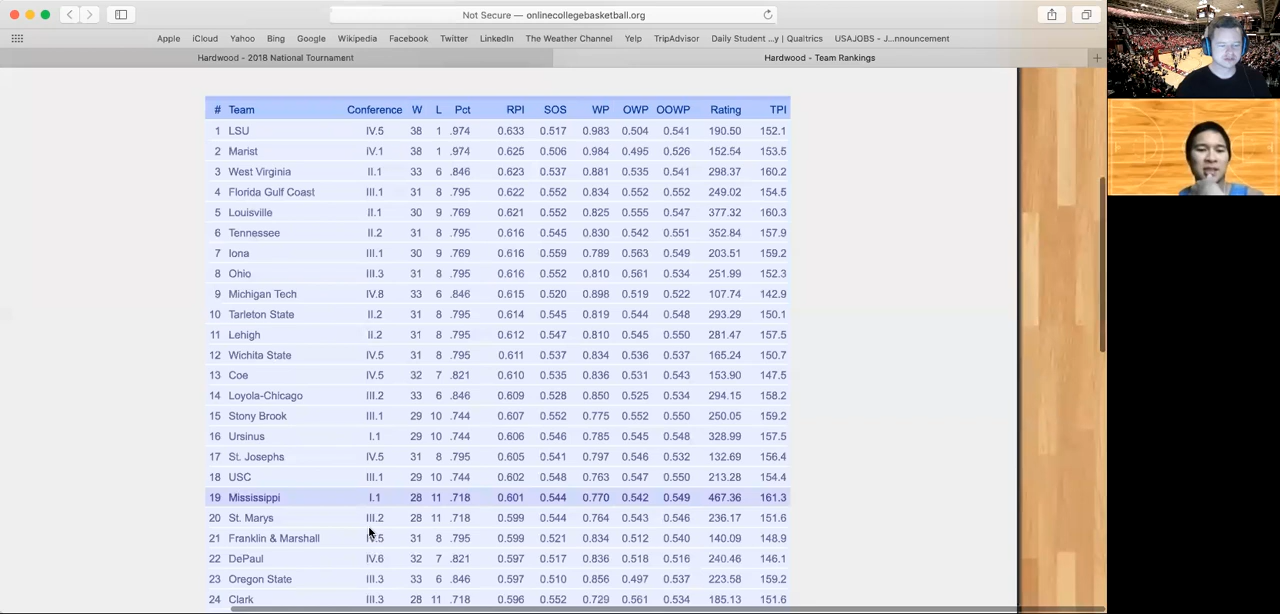 Not Secure — onlinecollegebasketball.org
Apple iCloud Yahoo Bing Google Wikipedia Facebook Twitter LinkedIn The Weather Channel Yelp TripAdvisor Daily Student ...y | Qualtrics USAJOBS - J...nnouncement
Hardwood - 2018 National Tournament Hardwood - Team Rankings
# Team Conference W L Pct RPI SOS WP OWP OOWP Rating TPI
1 LSU IV.5 38 1 .974 0.633 0.517 0.983 0.504 0.541 190.50 152.1
2 Marist IV.1 38 1 .974 0.625 0.506 0.984 0.495 0.526 152.54 153.5
3 West Virginia II.1 33 6 .846 0.623 0.537 0.881 0.535 0.541 298.37 160.2
4 Florida Gulf Coast III.1 31 8 .795 0.622 0.552 0.834 0.552 0.552 249.02 154.5
5 Louisville II.1 30 9 .769 0.621 0.552 0.825 0.555 0.547 377.32 160.3
6 Tennessee II.2 31 8 .795 0.616 0.545 0.830 0.542 0.551 352.84 157.9
7 Iona III.1 30 9 .769 0.616 0.559 0.789 0.563 0.549 203.51 159.2
8 Ohio III.3 31 8 .795 0.616 0.552 0.810 0.561 0.534 251.99 152.3
9 Michigan Tech IV.8 33 6 .846 0.615 0.520 0.898 0.519 0.522 107.74 142.9
10 Tarleton State II.2 31 8 .795 0.614 0.545 0.819 0.544 0.548 293.29 150.1
11 Lehigh II.2 31 8 .795 0.612 0.547 0.810 0.545 0.550 281.47 157.5
12 Wichita State IV.5 31 8 .795 0.611 0.537 0.834 0.536 0.537 165.24 150.7
13 Coe IV.5 32 7 .821 0.610 0.535 0.836 0.531 0.543 153.90 147.5
14 Loyola-Chicago III.2 33 6 .846 0.609 0.528 0.850 0.525 0.534 294.15 158.2
15 Stony Brook III.1 29 10 .744 0.607 0.552 0.775 0.552 0.550 250.05 159.2
16 Ursinus I.1 29 10 .744 0.606 0.546 0.785 0.545 0.548 328.99 157.5
17 St. Josephs IV.5 31 8 .795 0.605 0.541 0.797 0.546 0.532 132.69 156.4
18 USC III.1 29 10 .744 0.602 0.548 0.763 0.547 0.550 213.28 154.4
19 Mississippi I.1 28 11 .718 0.601 0.544 0.770 0.542 0.549 467.36 161.3
20 St. Marys III.2 28 11 .718 0.599 0.544 0.764 0.543 0.546 236.17 151.6
21 Franklin & Marshall IV.5 31 8 .795 0.599 0.521 0.834 0.512 0.540 140.09 148.9
22 DePaul IV.6 32 7 .821 0.597 0.517 0.836 0.518 0.516 240.46 146.1
23 Oregon State III.3 33 6 .846 0.597 0.510 0.856 0.497 0.537 223.58 159.2
24 Clark III.3 28 11 .718 0.596 0.552 0.729 0.561 0.534 185.13 151.6